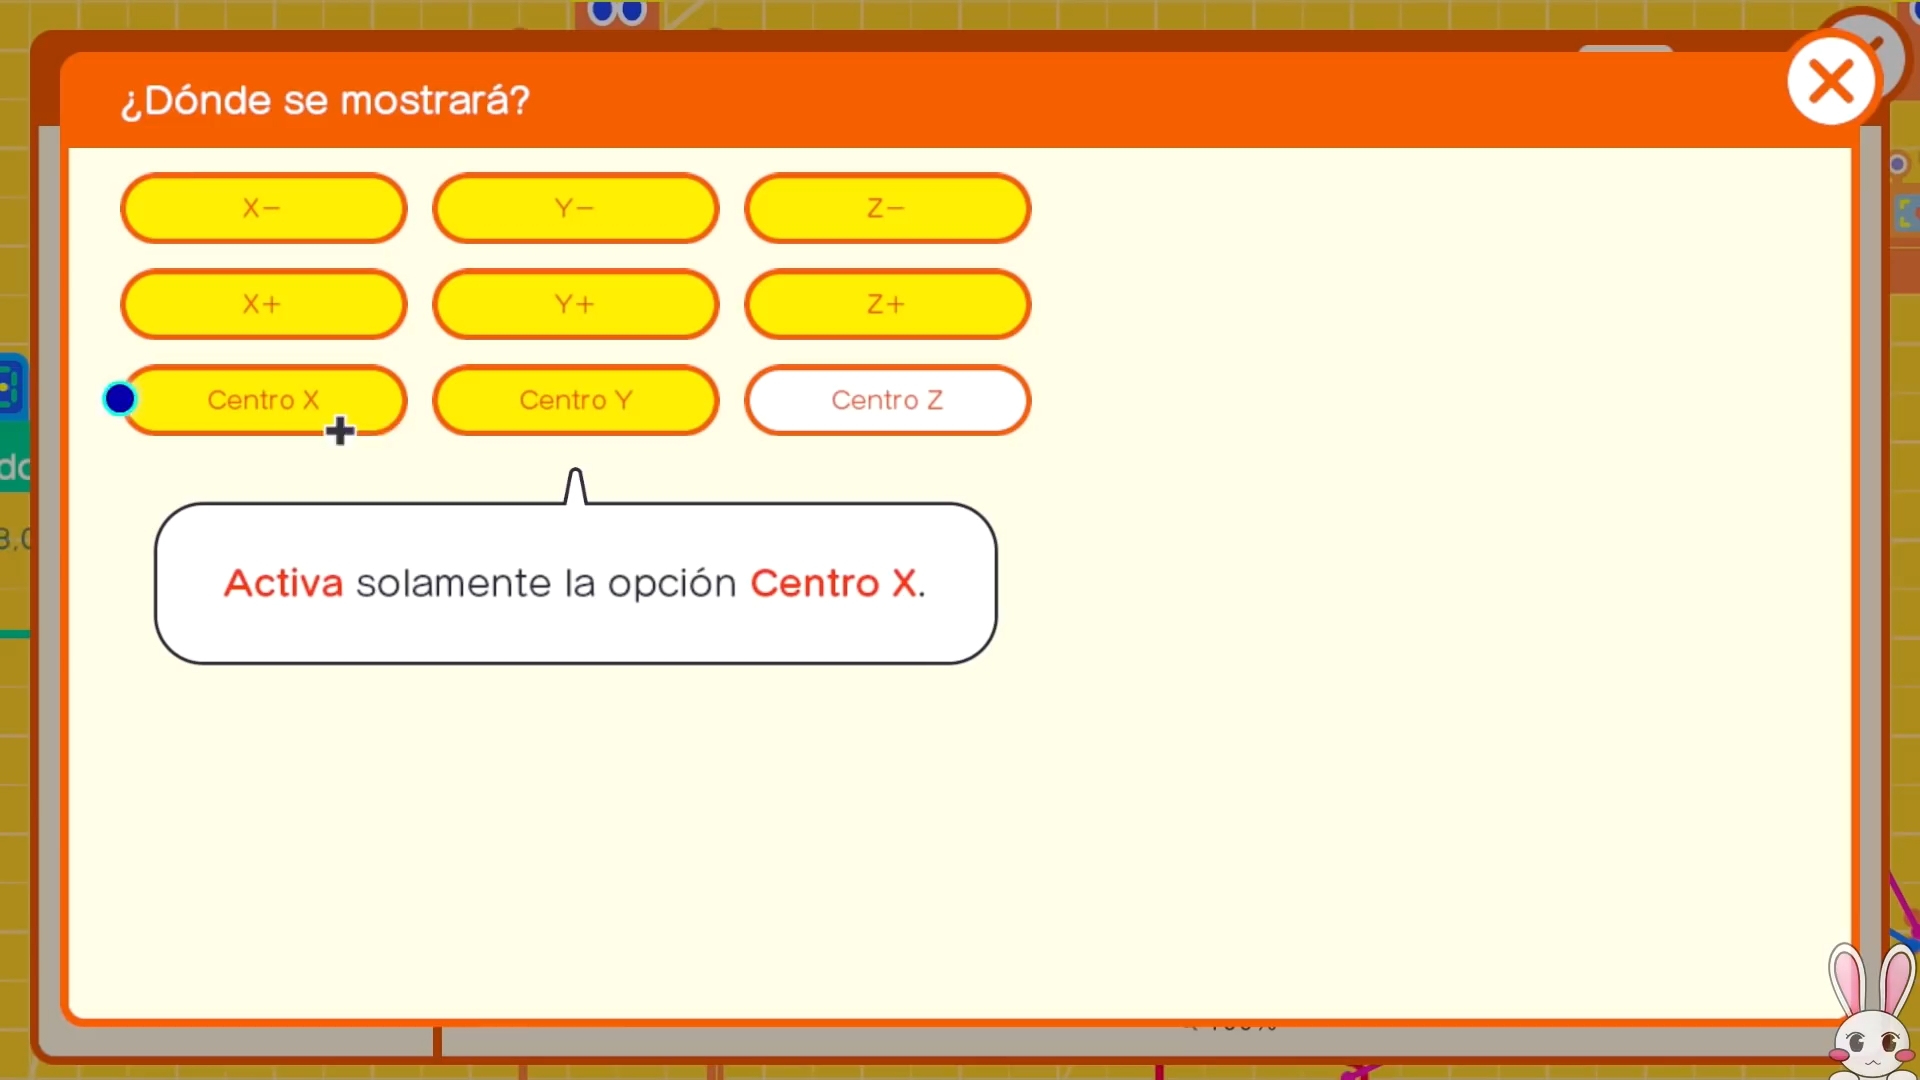 ¿Dónde se mostrará?
X− Y− Z−
X+ Y+ Z+
Centro X Centro Y Centro Z
Activa solamente la opción Centro X.